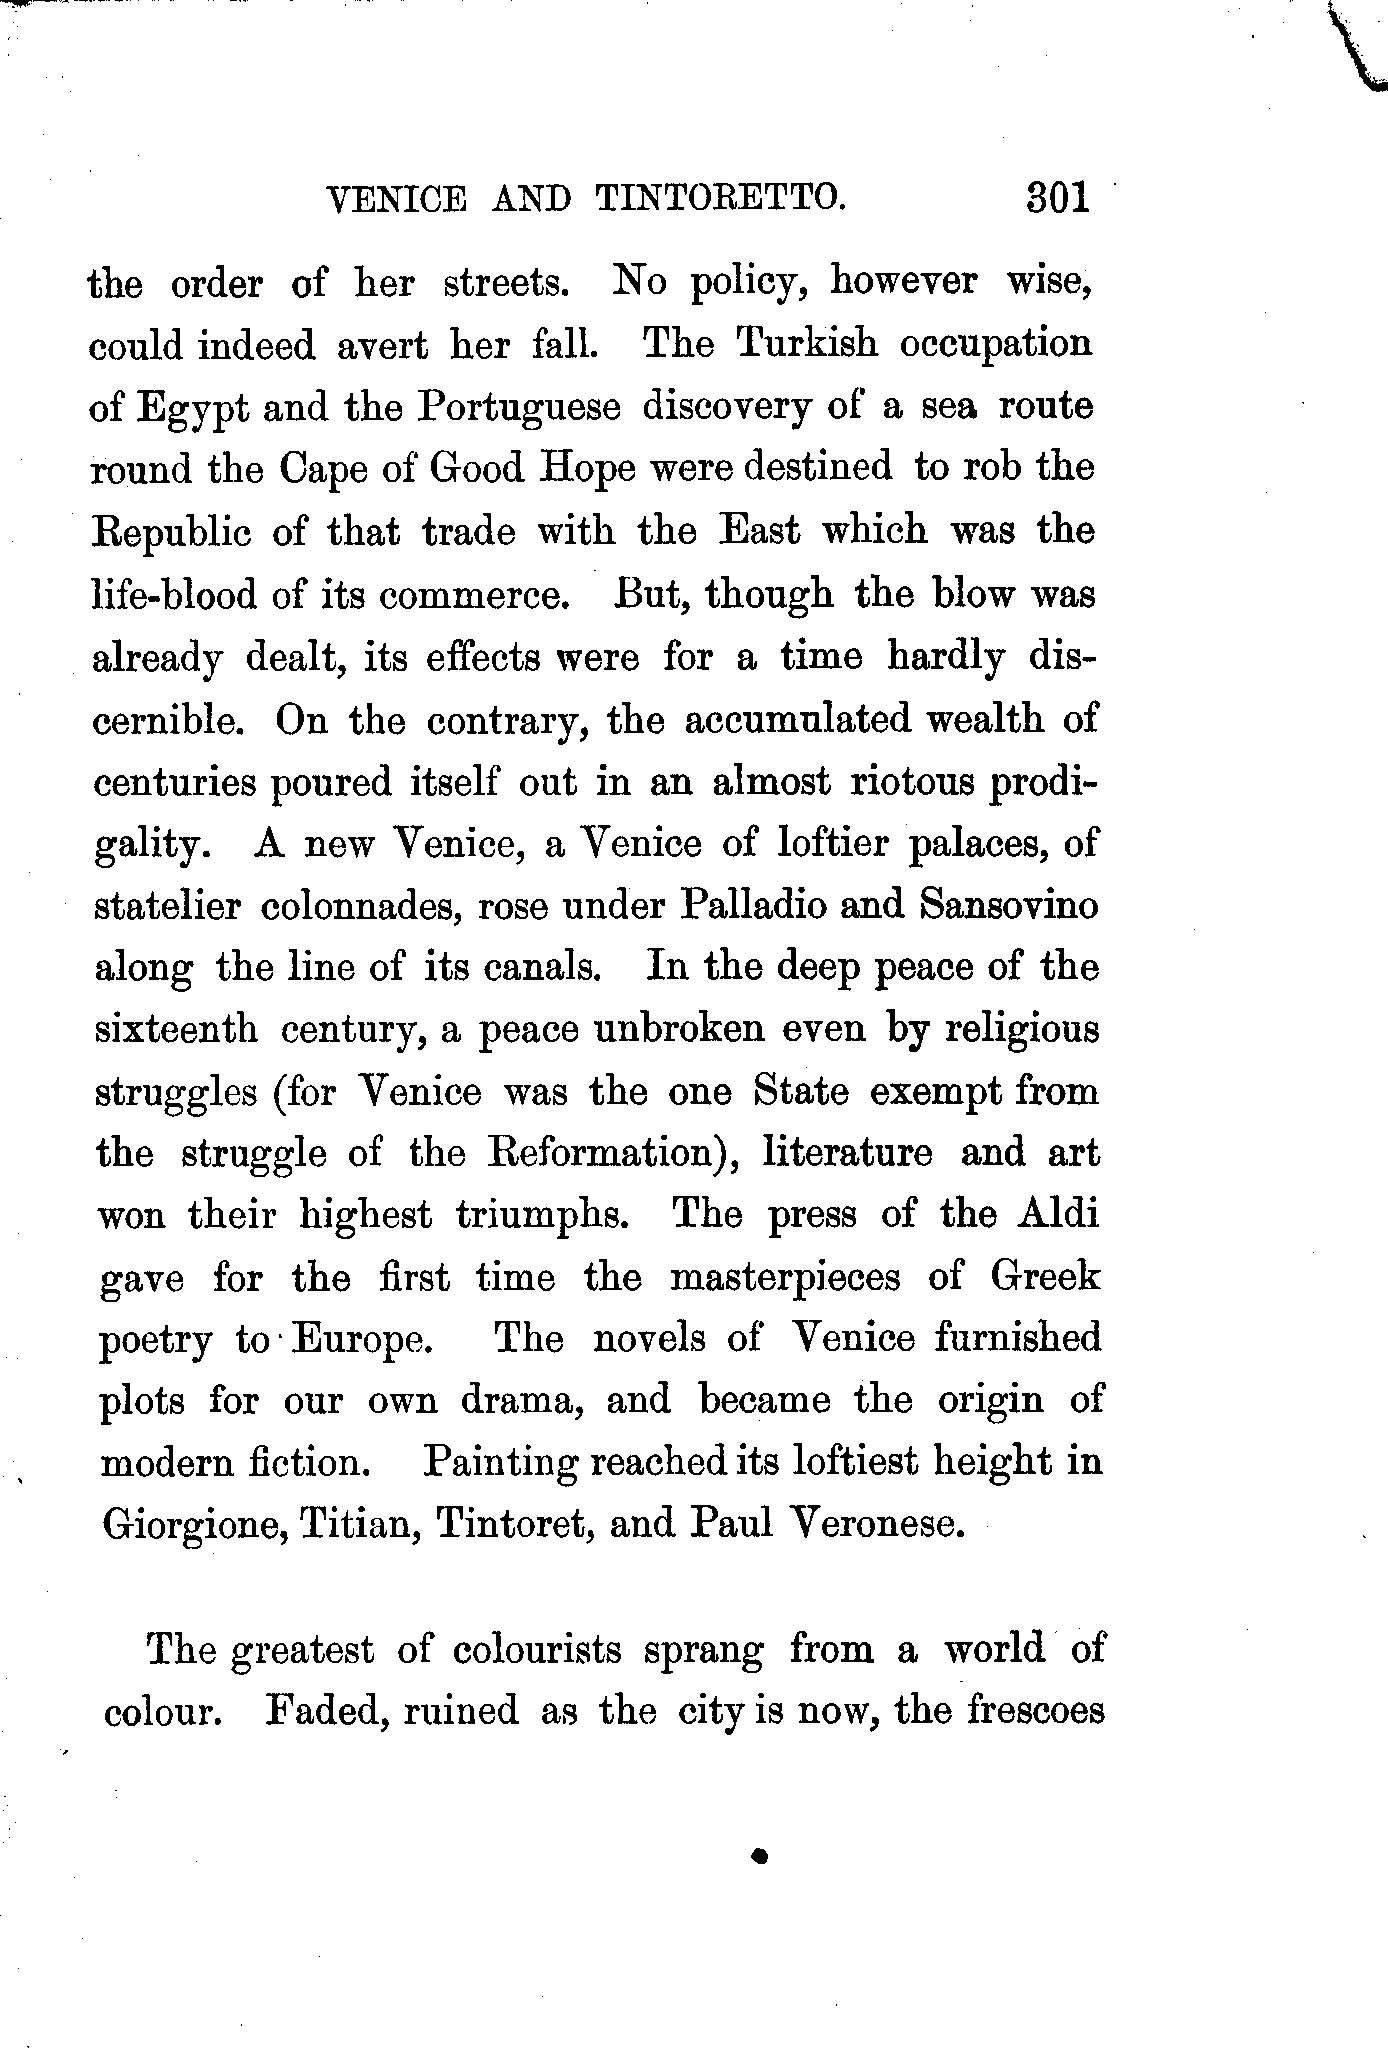 VENICE AND TINTORETTO. 301
the order of her streets. No policy, however wise,
could indeed avert her fall. The Turkish occupation
of Egypt and the Portuguese discovery of a sea route
round the Cape of Good Hope were destined to rob the
Republic of that trade with the East which was the
life-blood of its commerce. But, though the blow was
already dealt, its effects were for a time hardly dis-
cernible. On the contrary, the accumulated wealth of
centuries poured itself out in an almost riotous prodi-
gality. A new Venice, a Venice of loftier palaces, of
statelier colonnades, rose under Palladio and Sansovino
along the line of its canals. In the deep peace of the
sixteenth century, a peace unbroken even by religious
struggles (for Venice was the one State exempt from
the struggle of the Reformation), literature and art
won their highest triumphs. The press of the Aldi
gave for the first time the masterpieces of Greek
poetry to Europe. The novels of Venice furnished
plots for our own drama, and became the origin of
modern fiction. Painting reached its loftiest height in
Giorgione, Titian, Tintoret, and Paul Veronese.
The greatest of colourists sprang from a world of
colour. Faded, ruined as the city is now, the frescoes